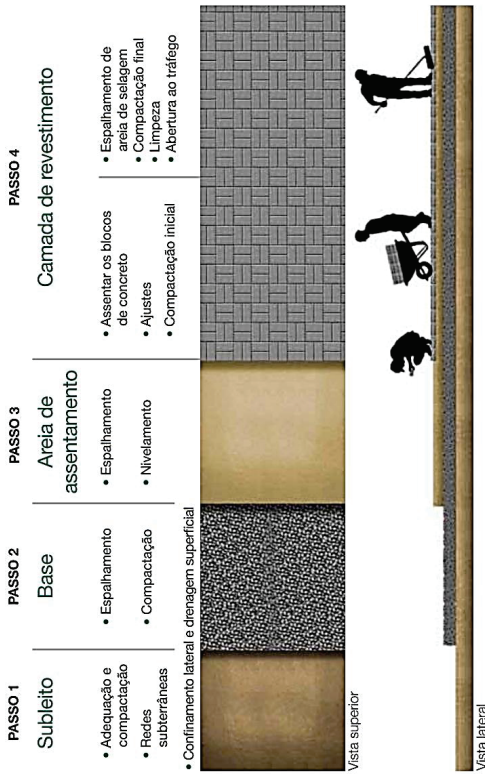 PASSO 1
Subleito
• Adequação e
compactação
• Redes
subterrâneas
PASSO 2
Base
• Espalhamento
• Compactação
• Confinamento lateral e drenagem superficial
PASSO 3
Areia de
assentamento
• Espalhamento
• Nivelamento
PASSO 4
Camada de revestimento
• Assentar os blocos
de concreto
• Ajustes
• Compactação inicial
• Espalhamento de
areia de selagem
• Compactação final
• Limpeza
• Abertura ao tráfego
Vista superior
Vista lateral